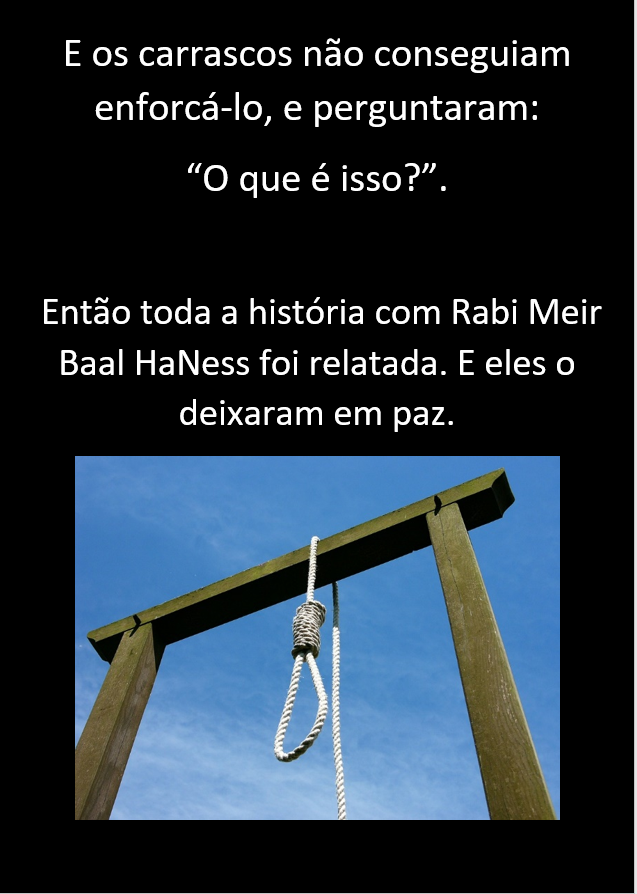 E os carrascos não conseguiam
enforcá-lo, e perguntaram:
“O que é isso?”.
Então toda a história com Rabi Meir
Baal HaNess foi relatada. E eles o
deixaram em paz.